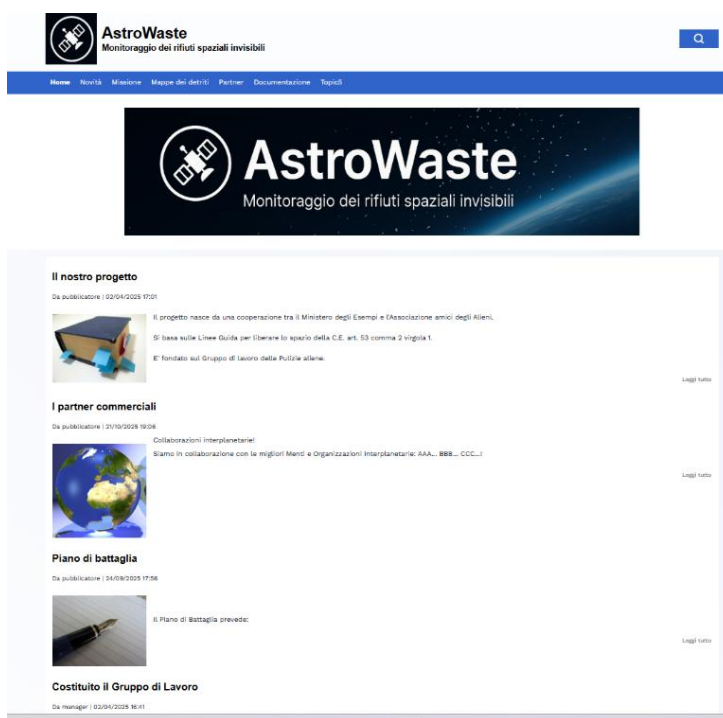 AstroWaste
Monitoraggio dei rifiuti spaziali invisibili
Home Novità Missione Mappe dei detriti Partner Documentazione Topic5
AstroWaste
Monitoraggio dei rifiuti spaziali invisibili
Il nostro progetto
Da pubblicatore | 02/04/2025 17:01
Il progetto nasce da una cooperazione tra il Ministero degli Esempi e l'Associazione amici degli Alieni.
Si basa sulle Linee Guida per liberare lo spazio della C.E. art. 53 comma 2 virgola 1.
E' fondato sul Gruppo di lavoro delle Pulizie aliene.
Leggi tutto
I partner commerciali
Da pubblicatore | 21/10/2025 19:06
Collaborazioni interplanetarie!
Siamo in collaborazione con le migliori Menti e Organizzazioni Interplanetarie: AAA... BBB... CCC...!
Leggi tutto
Piano di battaglia
Da pubblicatore | 24/09/2025 17:56
Il Piano di Battaglia prevede:
Leggi tutto
Costituito il Gruppo di Lavoro
Da manager | 02/04/2025 16:41